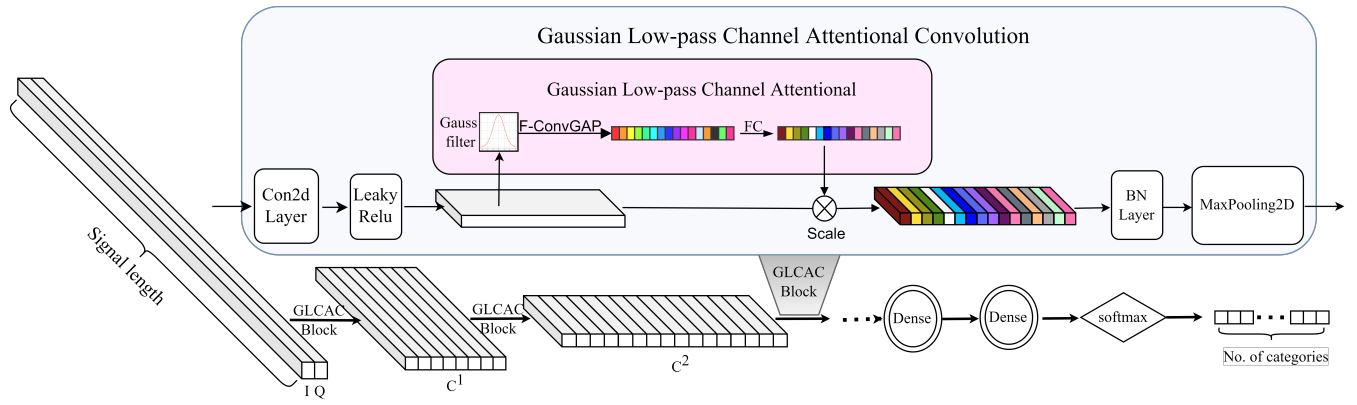 Gaussian Low-pass Channel Attentional Convolution
Gaussian Low-pass Channel Attentional
Gauss
filter
F-ConvGAP
FC
Con2d
Layer
Leaky
Relu
Scale
BN
Layer
MaxPooling2D
Signal length
I Q
GLCAC
Block
C1
GLCAC
Block
C2
GLCAC
Block
Dense
Dense
softmax
No. of categories